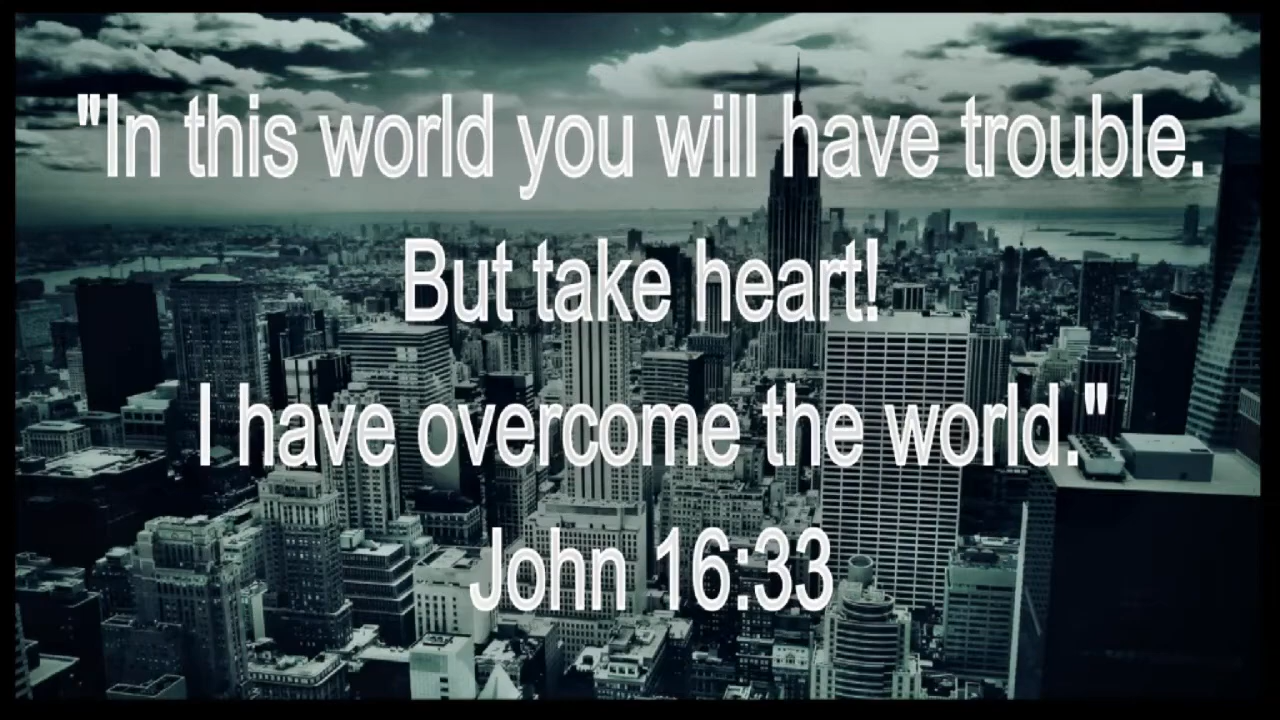 "In this world you will have trouble.
But take heart!
I have overcome the world."
John 16:33